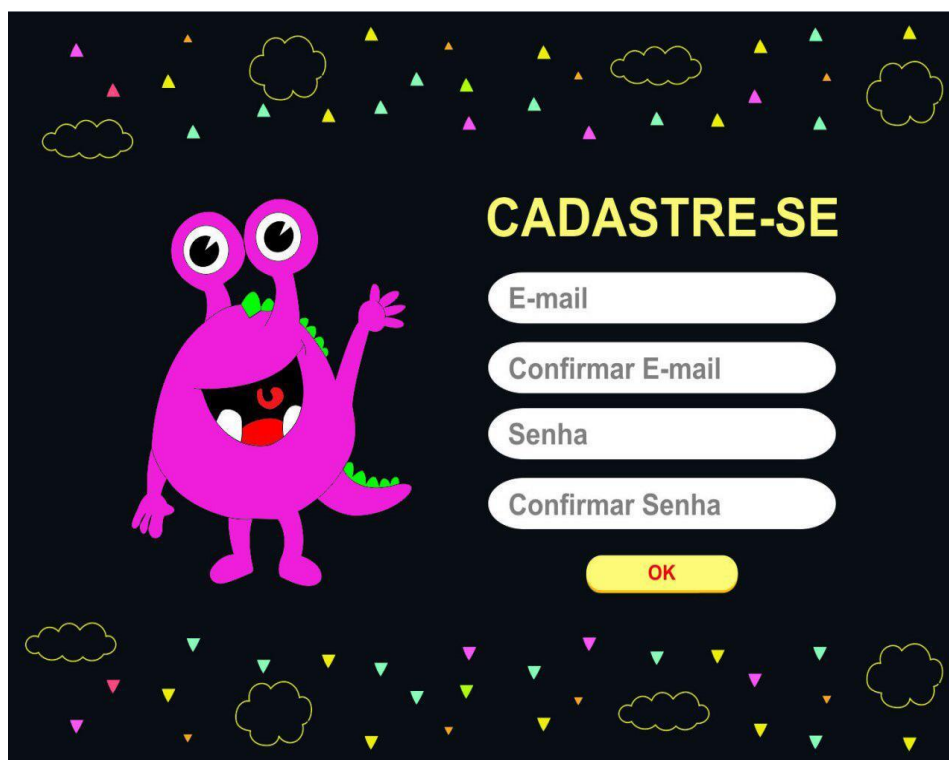 CADASTRE-SE
E-mail
Confirmar E-mail
Senha
Confirmar Senha
OK